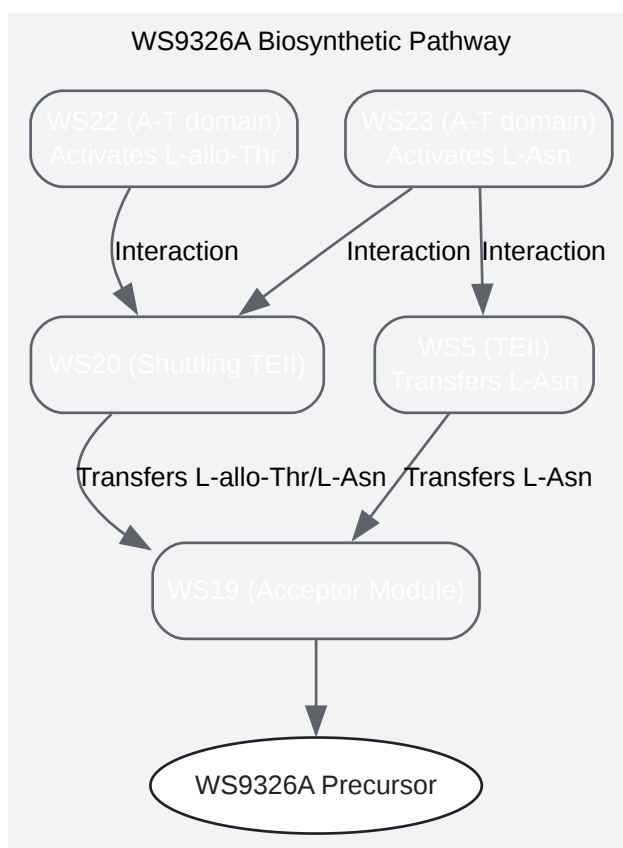 WS9326A Biosynthetic Pathway
WS22 (A-T domain)
Activates L-allo-Thr
WS23 (A-T domain)
Activates L-Asn
Interaction
Interaction
Interaction
WS20 (Shuttling TEII)
WS5 (TEII)
Transfers L-Asn
Transfers L-allo-Thr/L-Asn
Transfers L-Asn
WS19 (Acceptor Module)
WS9326A Precursor